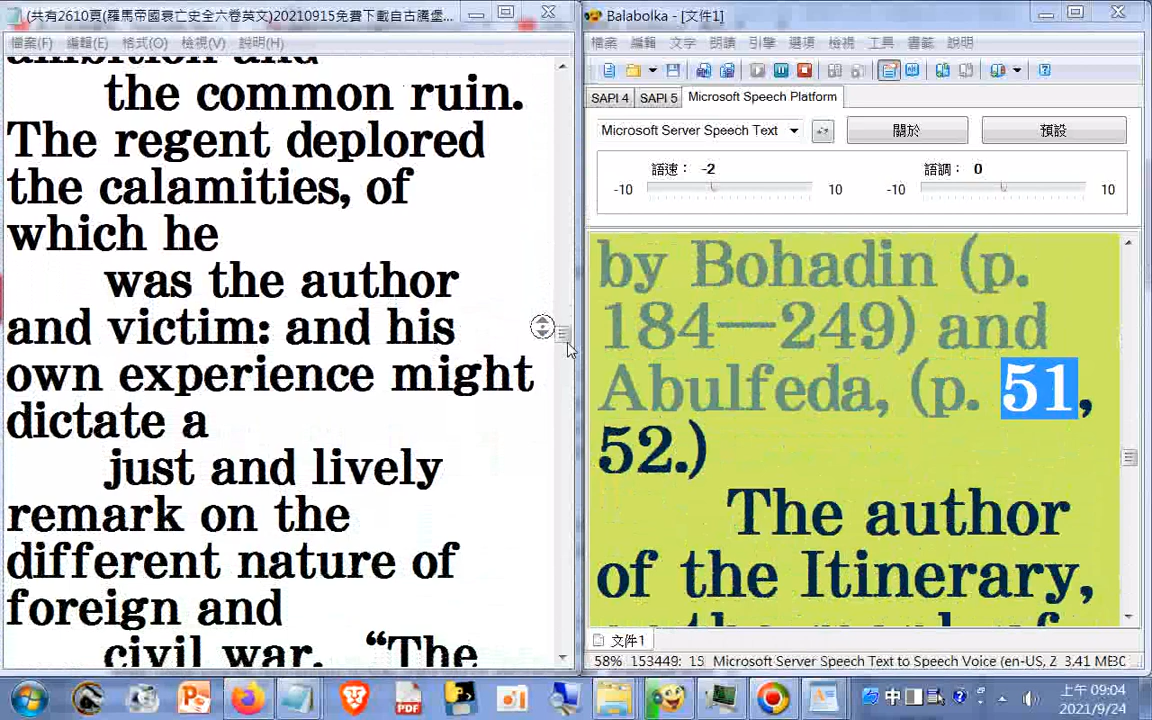 (共有2610頁(羅馬帝國衰亡史全六卷英文)20210915免費下載自古騰堡...
檔案(F) 編輯(E) 格式(O) 檢視(V) 說明(H)
ambition and
the common ruin.
The regent deplored
the calamities, of
which he
was the author
and victim: and his
own experience might
dictate a
just and lively
remark on the
different nature of
foreign and
civil war. “The
Balabolka - [文件1]
檔案 編輯 文字 朗讀 引擎 選項 檢視 工具 書籤 說明
SAPI 4 SAPI 5 Microsoft Speech Platform
Microsoft Server Speech Text 關於 預設
語速： -2 語調： 0
-10 10 -10 10
by Bohadin (p.
184—249) and
Abulfeda, (p. 51,
52.)
The author
of the Itinerary,
文件1
58% 153449: 15 Microsoft Server Speech Text to Speech Voice (en-US, Z 3.41 MB
PDF 中 上午 09:04
2021/9/24